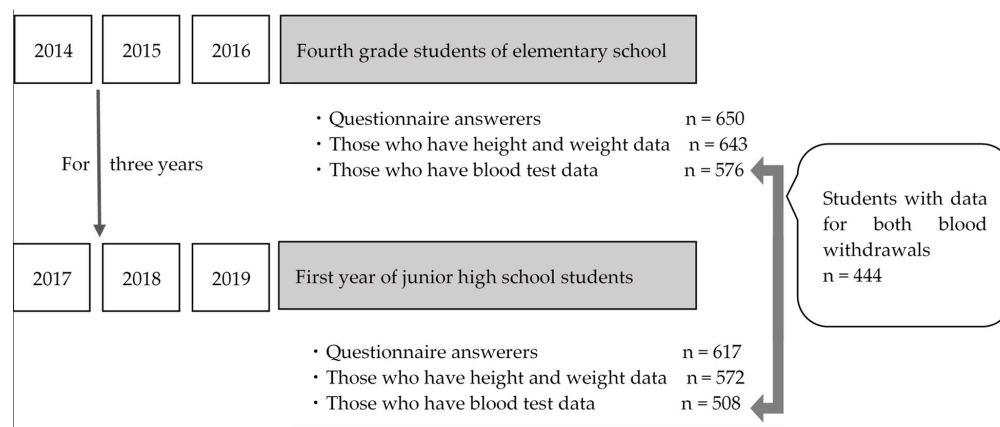 2014 2015 2016 Fourth grade students of elementary school
・Questionnaire answerers n = 650
・Those who have height and weight data n = 643
・Those who have blood test data n = 576
For three years
Students with data
for both blood
withdrawals
n = 444
2017 2018 2019 First year of junior high school students
・Questionnaire answerers n = 617
・Those who have height and weight data n = 572
・Those who have blood test data n = 508